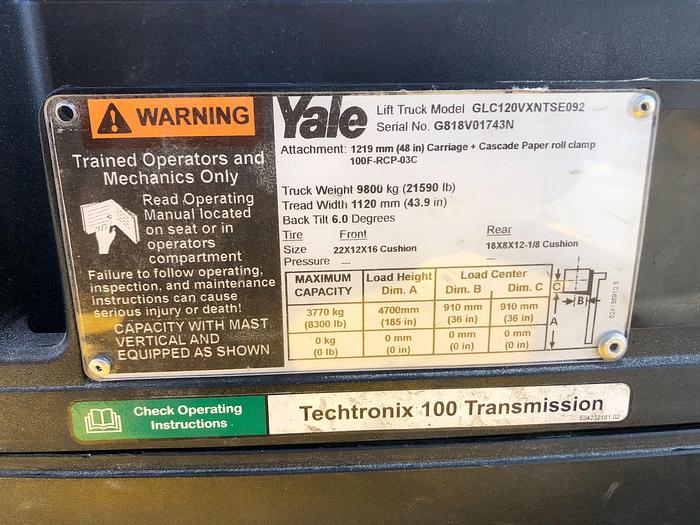 WARNING
Trained Operators and
Mechanics Only
Read Operating
Manual located
on seat or in
operators
compartment
Failure to follow operating,
inspection, and maintenance
instructions can cause
serious injury or death!
CAPACITY WITH MAST
VERTICAL AND
EQUIPPED AS SHOWN
Yale
Lift Truck Model GLC120VXNTSE092
Serial No. G818V01743N
Attachment: 1219 mm (48 in) Carriage + Cascade Paper roll clamp
100F-RCP-03C
Truck Weight 9800 kg (21590 lb)
Tread Width 1120 mm (43.9 in)
Back Tilt 6.0 Degrees
Tire Front Rear
Size 22X12X16 Cushion 18X8X12-1/8 Cushion
Pressure --- ---
MAXIMUM Load Height Load Center
CAPACITY Dim. A Dim. B Dim. C
3770 kg 4700mm 910 mm 910 mm
(8300 lb) (185 in) (36 in) (36 in)
0 kg 0 mm 0 mm 0 mm
(0 lb) (0 in) (0 in) (0 in)
C
B
A
Check Operating
Instructions
Techtronix 100 Transmission